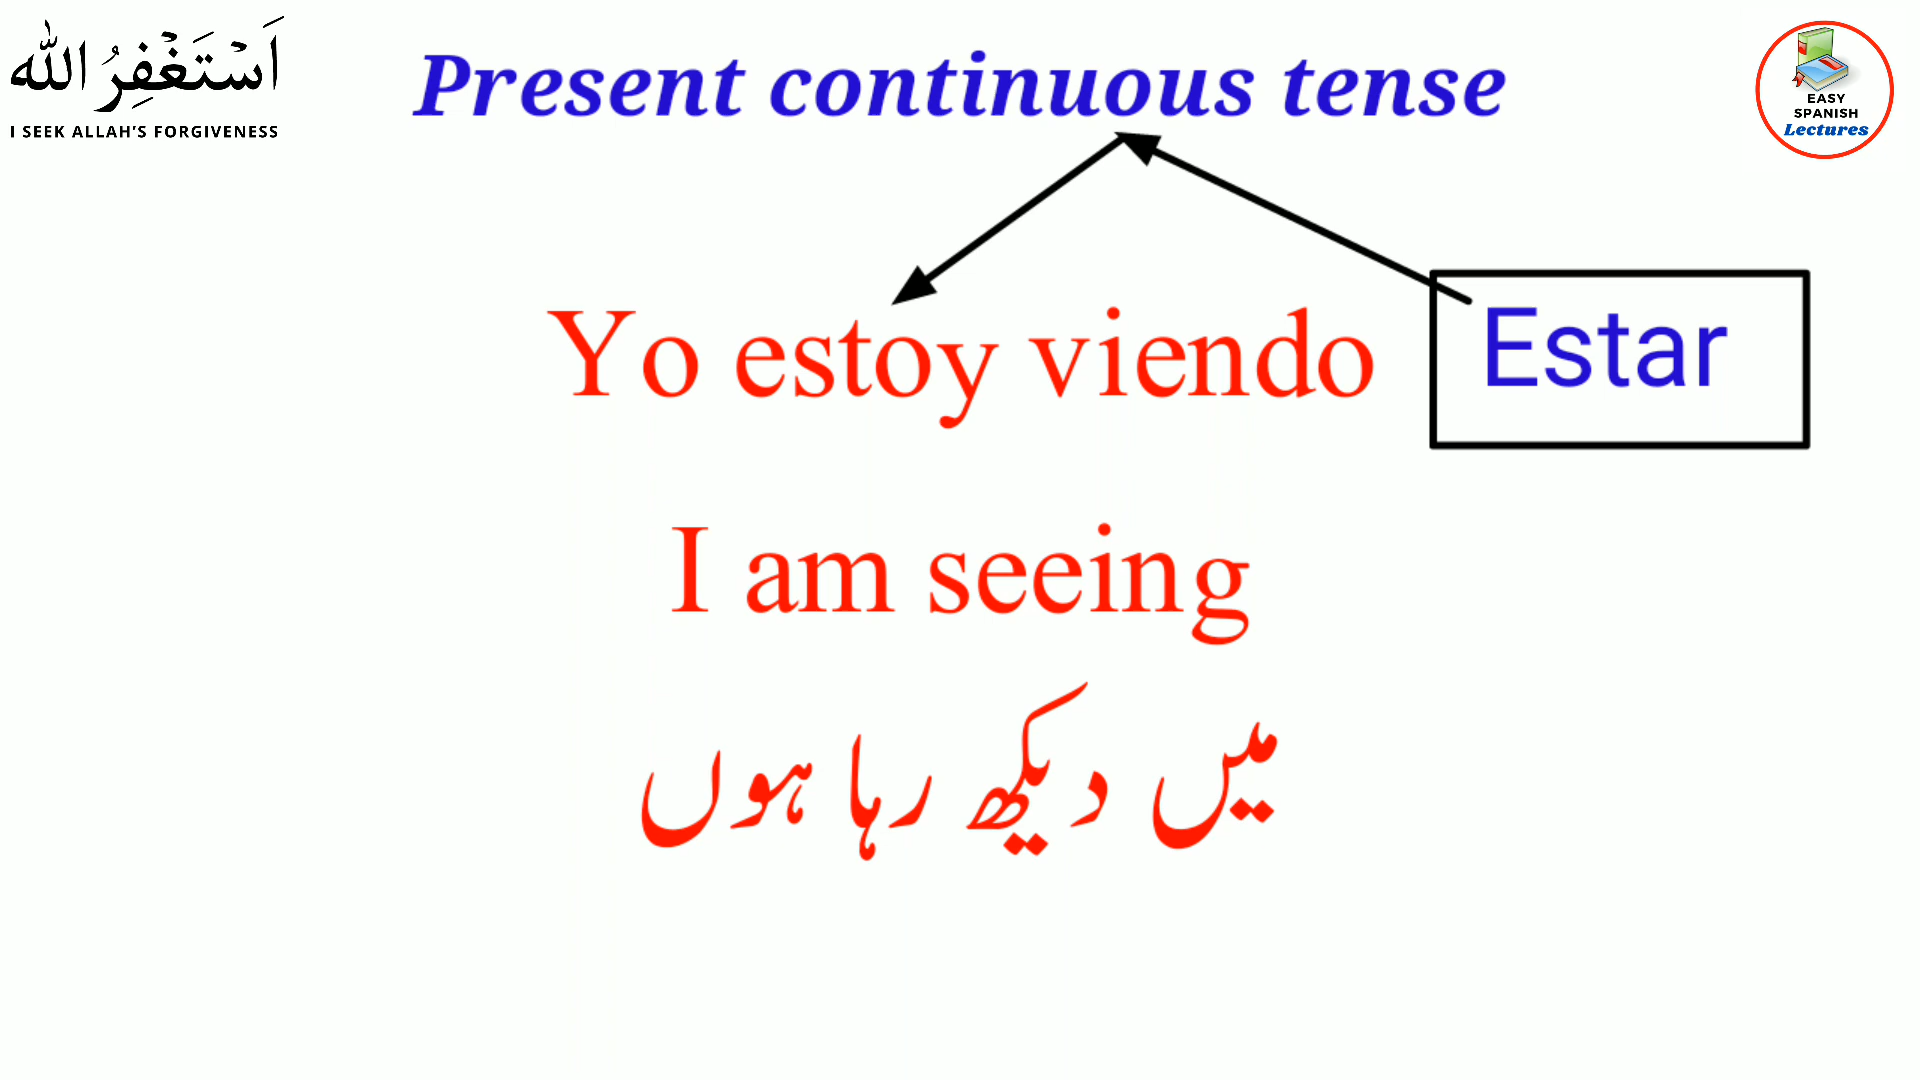 اَسْتَغْفِرُ اللّٰه
I SEEK ALLAH'S FORGIVENESS
Present continuous tense
EASY
SPANISH
Lectures
Yo estoy viendo
Estar
I am seeing
میں دیکھ رہا ہوں